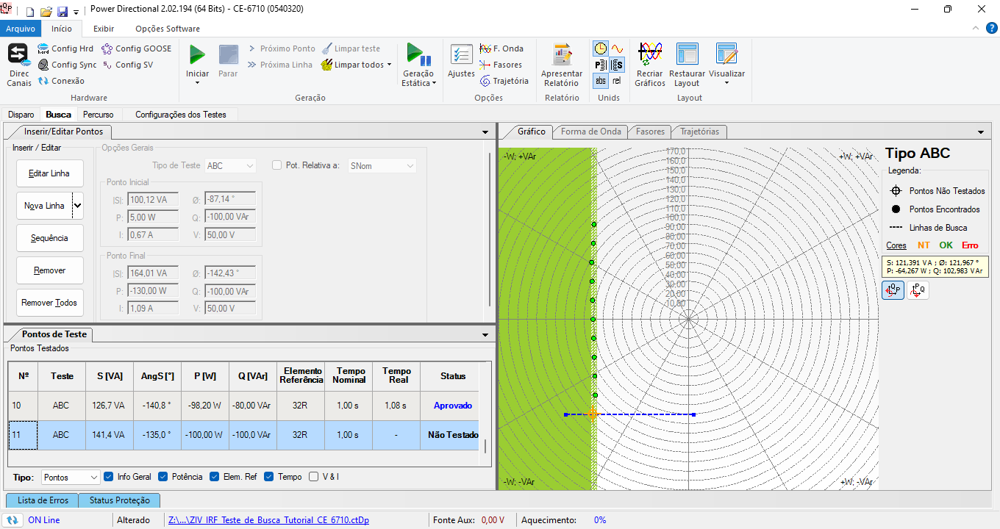 Power Directional 2.02.194 (64 Bits) - CE-6710 (0540320)
Arquivo Início Exibir Opções Software
Direc Canais
Config Hrd
Config Sync
Conexão
Config GOOSE
Config SV
Hardware
Iniciar
Parar
Próximo Ponto
Próxima Linha
Limpar teste
Limpar todos
Geração Estática
Geração
Ajustes
F. Onda
Fasores
Trajetória
Opções
Apresentar Relatório
Relatório
abs rel
Unids
Recriar Gráficos
Restaurar Layout
Visualizar
Layout
Disparo Busca Percurso Configurações dos Testes
Inserir/Editar Pontos
Inserir / Editar
Editar Linha
Nova Linha
Sequência
Remover
Remover Todos
Opções Gerais
Tipo de Teste ABC Pot. Relativa a: SNom
Ponto Inicial
|S|: 100,12 VA Ø: -87,14 °
P: 5,00 W Q: -100,00 VAr
I: 0,67 A V: 50,00 V
Ponto Final
|S|: 164,01 VA Ø: -142,43 °
P: -130,00 W Q: -100,00 VAr
I: 1,09 A V: 50,00 V
Pontos de Teste
Pontos Testados
Nº Teste S [VA] AngS [°] P [W] Q [VAr] Elemento Referência Tempo Nominal Tempo Real Status
10 ABC 126,7 VA -140,8 ° -98,20 W -80,00 VAr 32R 1,00 s 1,08 s Aprovado
11 ABC 141,4 VA -135,0 ° -100,00 W -100,0 VAr 32R 1,00 s - Não Testado
Tipo: Pontos Info Geral Potência Elem. Ref Tempo V & I
Gráfico Forma de Onda Fasores Trajetórias
-W; +VAr
+W; +VAr
170,0
160,0
150,0
140,0
130,0
120,0
110,0
100,0
90,00
80,00
70,00
60,00
50,00
40,00
30,00
20,00
10,00
-W; -VAr
+W; -VAr
Tipo ABC
Legenda:
Pontos Não Testados
Pontos Encontrados
Linhas de Busca
Cores NT OK Erro
S: 121,391 VA ; Ø: 121,967 °
P: -64,267 W ; Q: 102,983 VAr
Lista de Erros Status Proteção
ON Line Alterado Z:\...\ZIV_IRF_Teste_de_Busca_Tutorial_CE_6710.ctDp Fonte Aux: 0,00 V Aquecimento: 0%